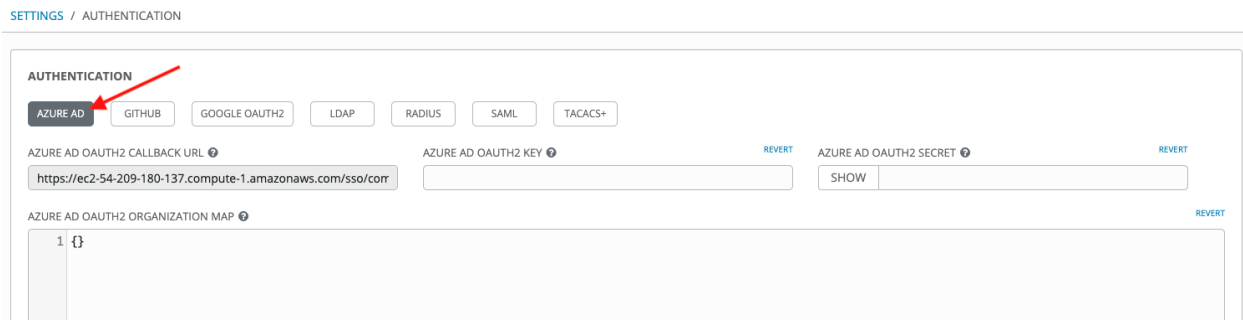 SETTINGS / AUTHENTICATION
AUTHENTICATION
AZURE AD GITHUB GOOGLE OAUTH2 LDAP RADIUS SAML TACACS+
AZURE AD OAUTH2 CALLBACK URL AZURE AD OAUTH2 KEY REVERT AZURE AD OAUTH2 SECRET REVERT
https://ec2-54-209-180-137.compute-1.amazonaws.com/sso/com SHOW
AZURE AD OAUTH2 ORGANIZATION MAP REVERT
1 {}